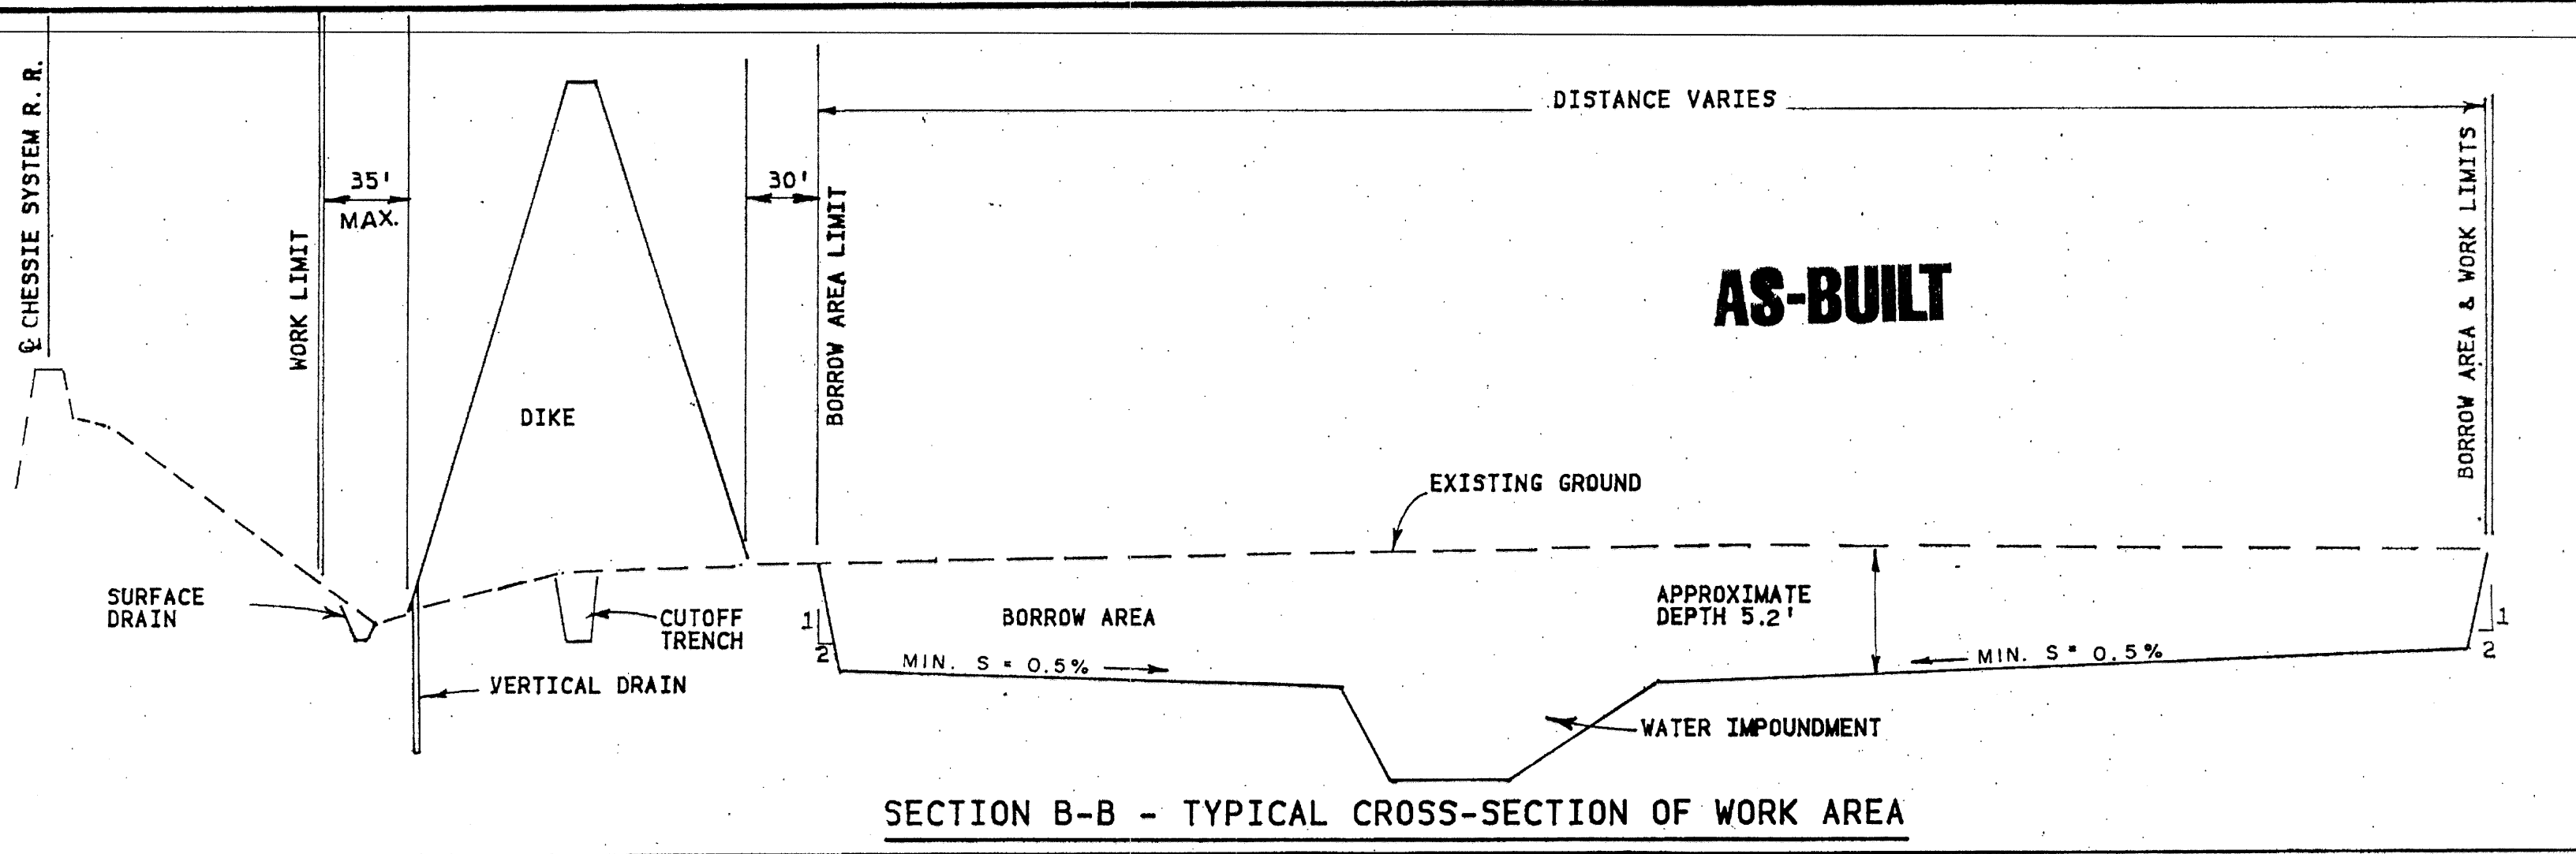 ℄ CHESSIE SYSTEM R. R.
WORK LIMIT
35'
MAX.
30'
BORROW AREA LIMIT
DISTANCE VARIES
BORROW AREA & WORK LIMITS
AS-BUILT
DIKE
EXISTING GROUND
SURFACE
DRAIN
CUTOFF
TRENCH
VERTICAL DRAIN
1
2
BORROW AREA
MIN. S = 0.5%
APPROXIMATE
DEPTH 5.2'
MIN. S = 0.5%
1
2
WATER IMPOUNDMENT
SECTION B-B - TYPICAL CROSS-SECTION OF WORK AREA